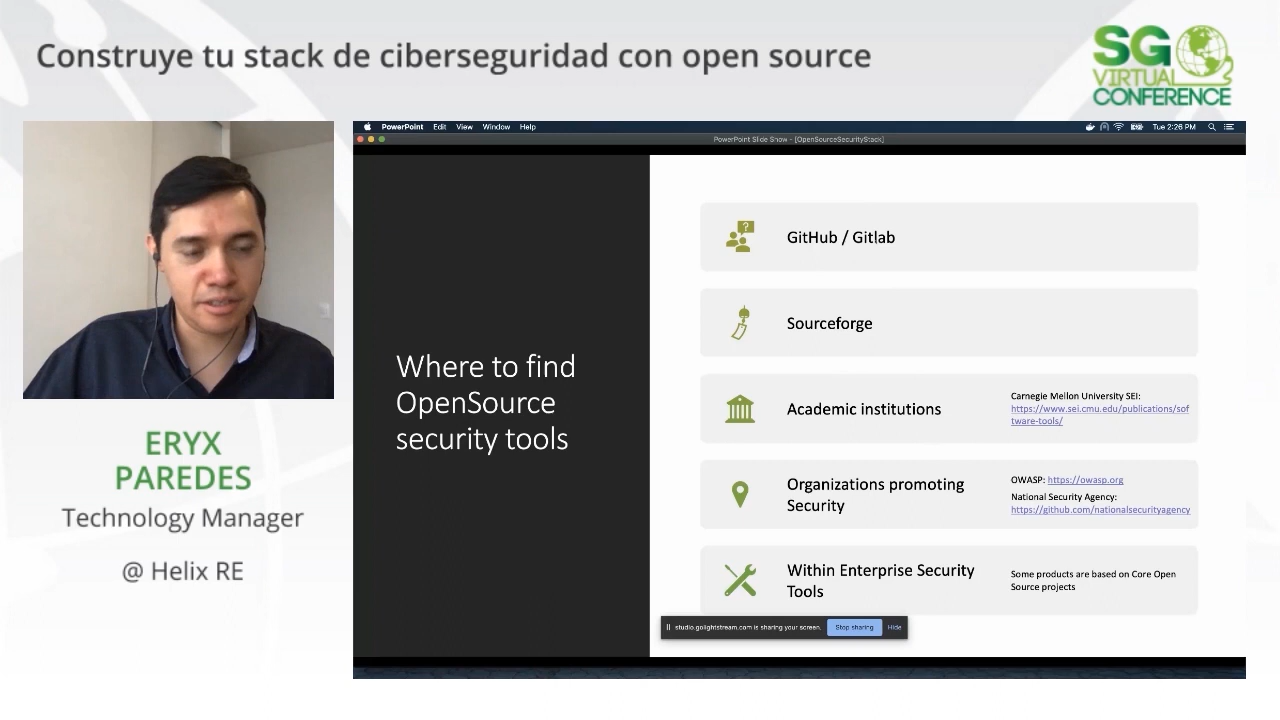 Construye tu stack de ciberseguridad con open source
SG
VIRTUAL
CONFERENCE
PowerPoint Edit View Window Help
Tue 2:26 PM
PowerPoint Slide Show - [OpenSourceSecurityStack]
Where to find
OpenSource
security tools
GitHub / Gitlab
Sourceforge
Academic institutions
Carnegie Mellon University SEI:
https://www.sei.cmu.edu/publications/sof
tware-tools/
Organizations promoting
Security
OWASP: https://owasp.org
National Security Agency:
https://github.com/nationalsecurityagency
Within Enterprise Security
Tools
Some products are based on Core Open
Source projects
studio.golightstream.com is sharing your screen.
Stop sharing
Hide
ERYX
PAREDES
Technology Manager
@ Helix RE